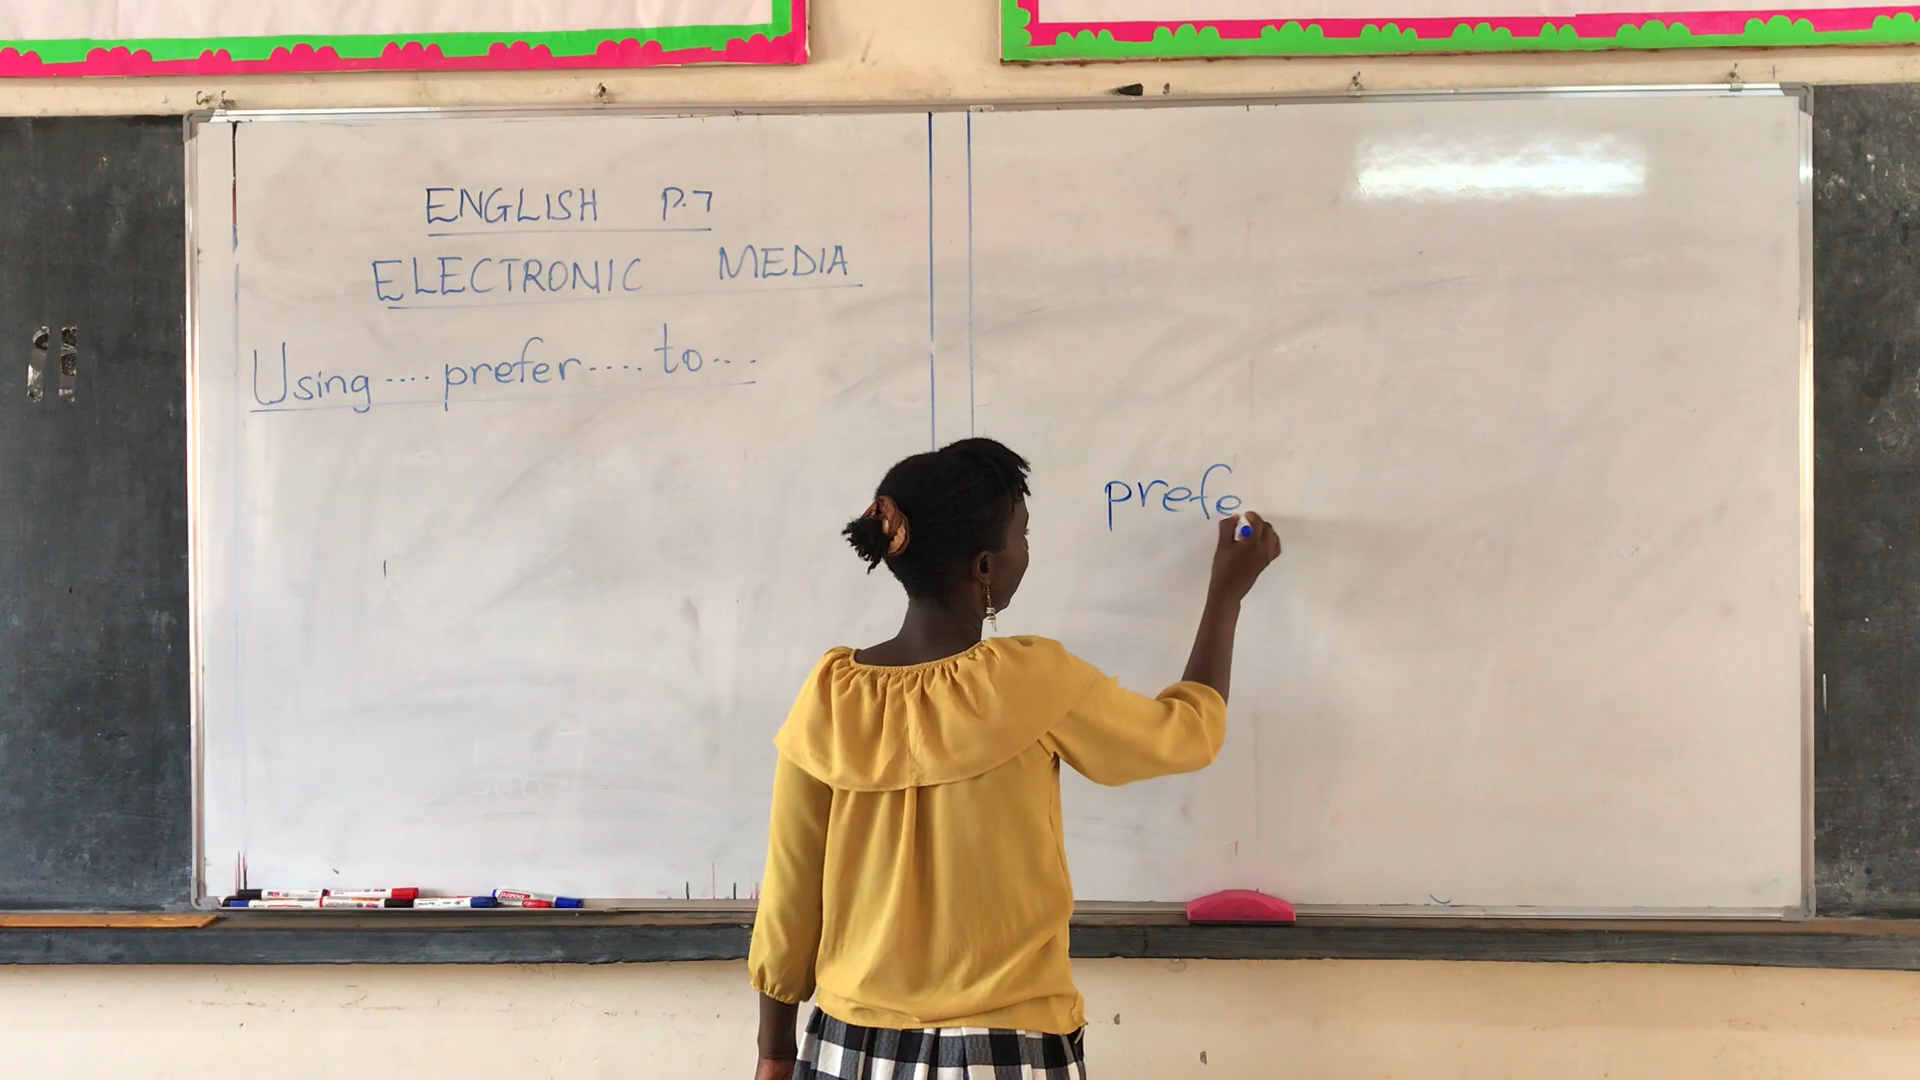 ENGLISH P.7
ELECTRONIC MEDIA
Using .... prefer .... to ...
prefe